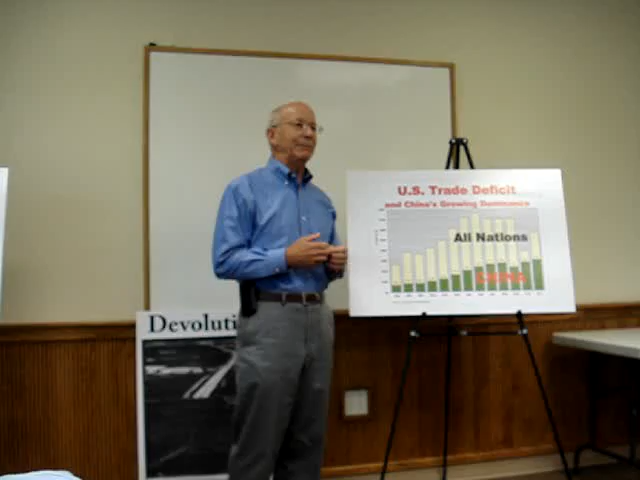 U.S. Trade Deficit
and China's Growing Dominance
All Nations
China
Devoluti